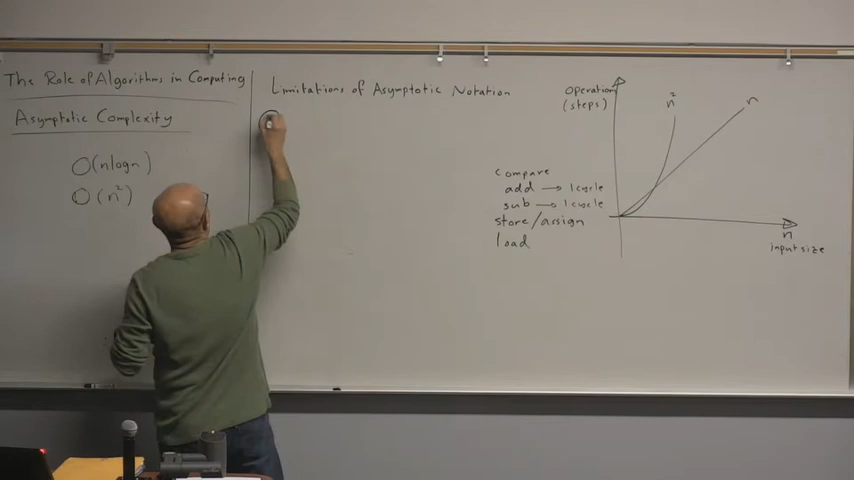 The Role of Algorithms in Computing
Asymptotic Complexity
O(nlogn)
O(n²)
Limitations of Asymptotic Notation
Operation
(steps)
n²
n
compare
add → 1 cycle
sub → 1 cycle
store/assign
load
n
input size